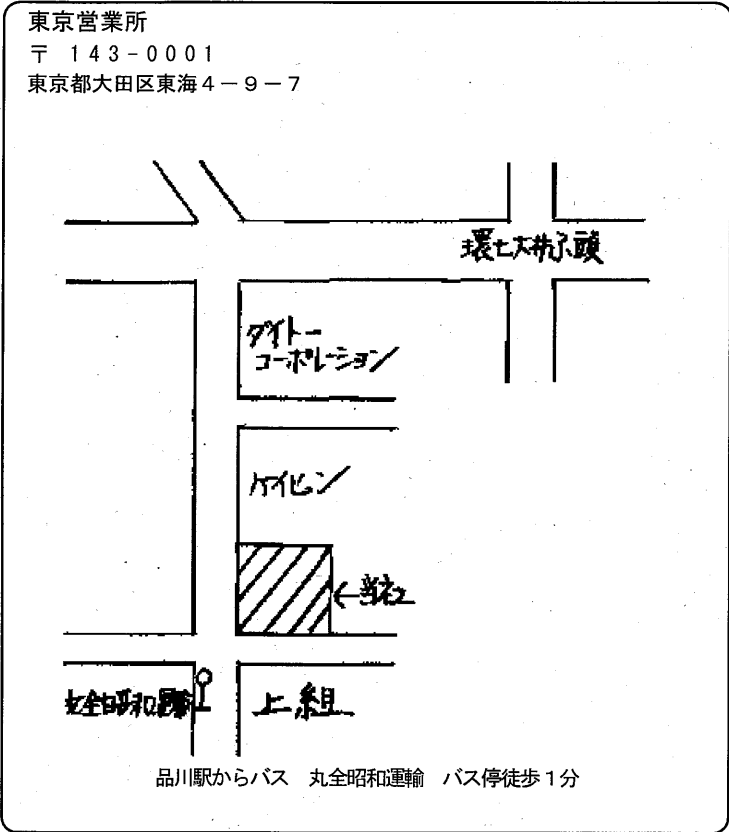 東京営業所
〒 143-0001
東京都大田区東海4-9-7
環七大井ふ頭
ダイトー
コーポレーション
ケイヒン
←当社
丸全昭和運輸
上組
品川駅からバス 丸全昭和運輸 バス停徒歩1分